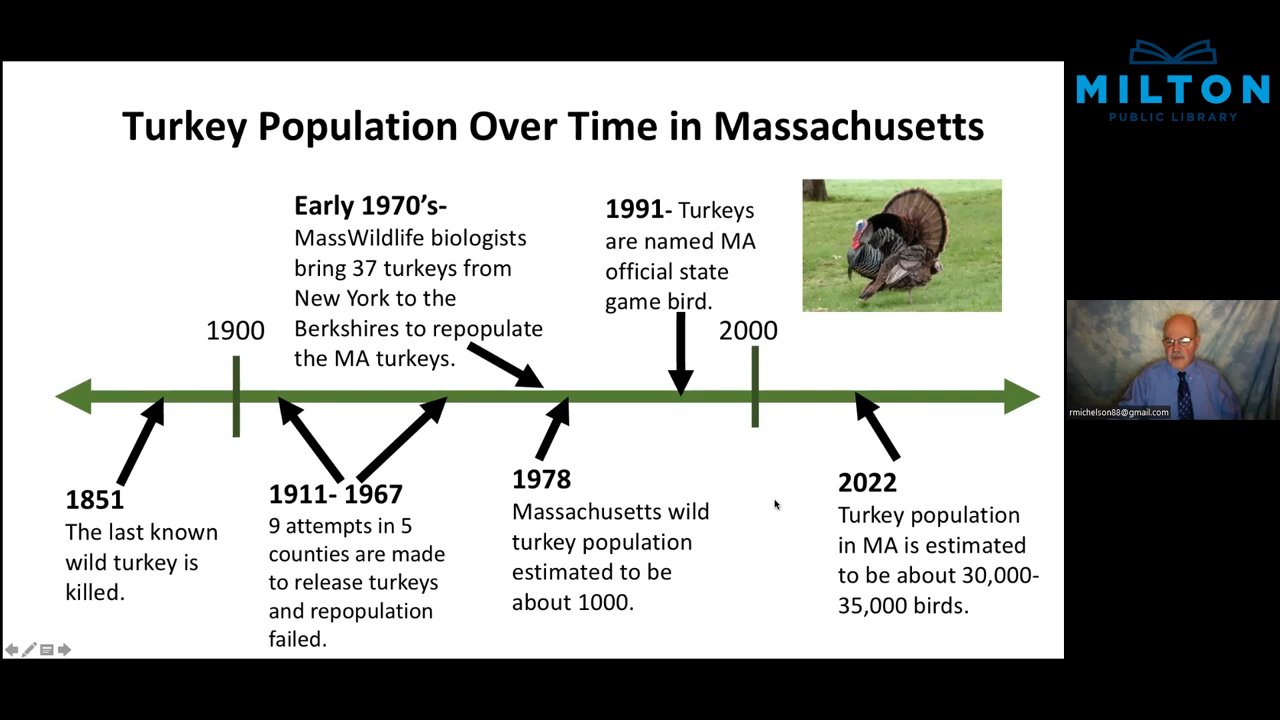 MILTON
PUBLIC LIBRARY
Turkey Population Over Time in Massachusetts
Early 1970’s-
MassWildlife biologists
bring 37 turkeys from
New York to the
Berkshires to repopulate
the MA turkeys.
1991- Turkeys
are named MA
official state
game bird.
1900
2000
1851
The last known
wild turkey is
killed.
1911- 1967
9 attempts in 5
counties are made
to release turkeys
and repopulation
failed.
1978
Massachusetts wild
turkey population
estimated to be
about 1000.
2022
Turkey population
in MA is estimated
to be about 30,000-
35,000 birds.
rmichelson88@gmail.com